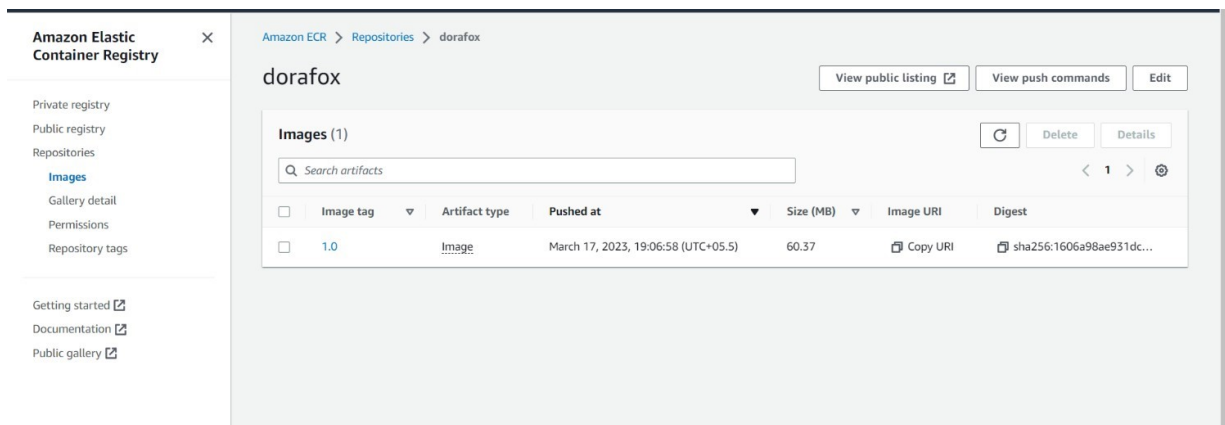 Amazon Elastic
Container Registry
Private registry
Public registry
Repositories
Images
Gallery detail
Permissions
Repository tags
Getting started
Documentation
Public gallery
Amazon ECR > Repositories > dorafox
dorafox
View public listing
View push commands
Edit
Images (1)
Delete
Details
Search artifacts
< 1 >
Image tag Artifact type Pushed at Size (MB) Image URI Digest
1.0 Image March 17, 2023, 19:06:58 (UTC+05.5) 60.37 Copy URI sha256:1606a98ae931dc...